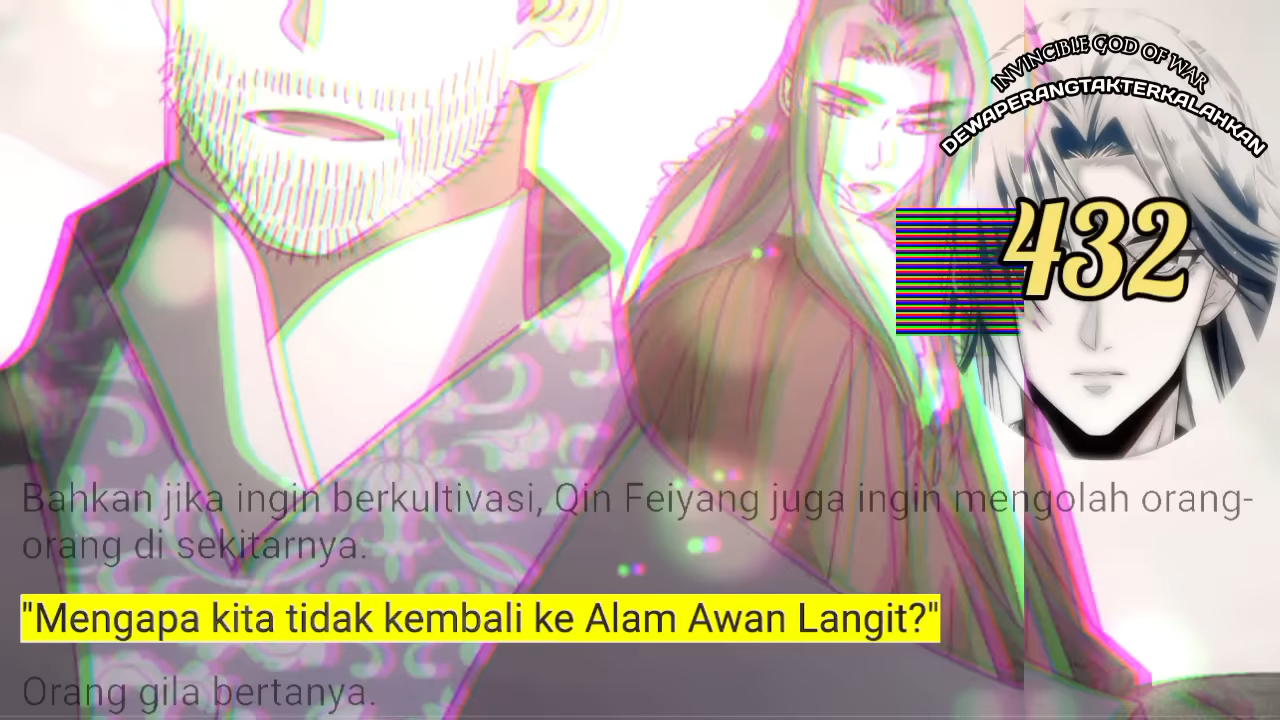 INVINCIBLE GOD OF WAR
DEWAPERANGTAKTERKALAHKAN
432
Bahkan jika ingin berkultivasi, Qin Feiyang juga ingin mengolah orang-
orang di sekitarnya.
"Mengapa kita tidak kembali ke Alam Awan Langit?"
Orang gila bertanya.